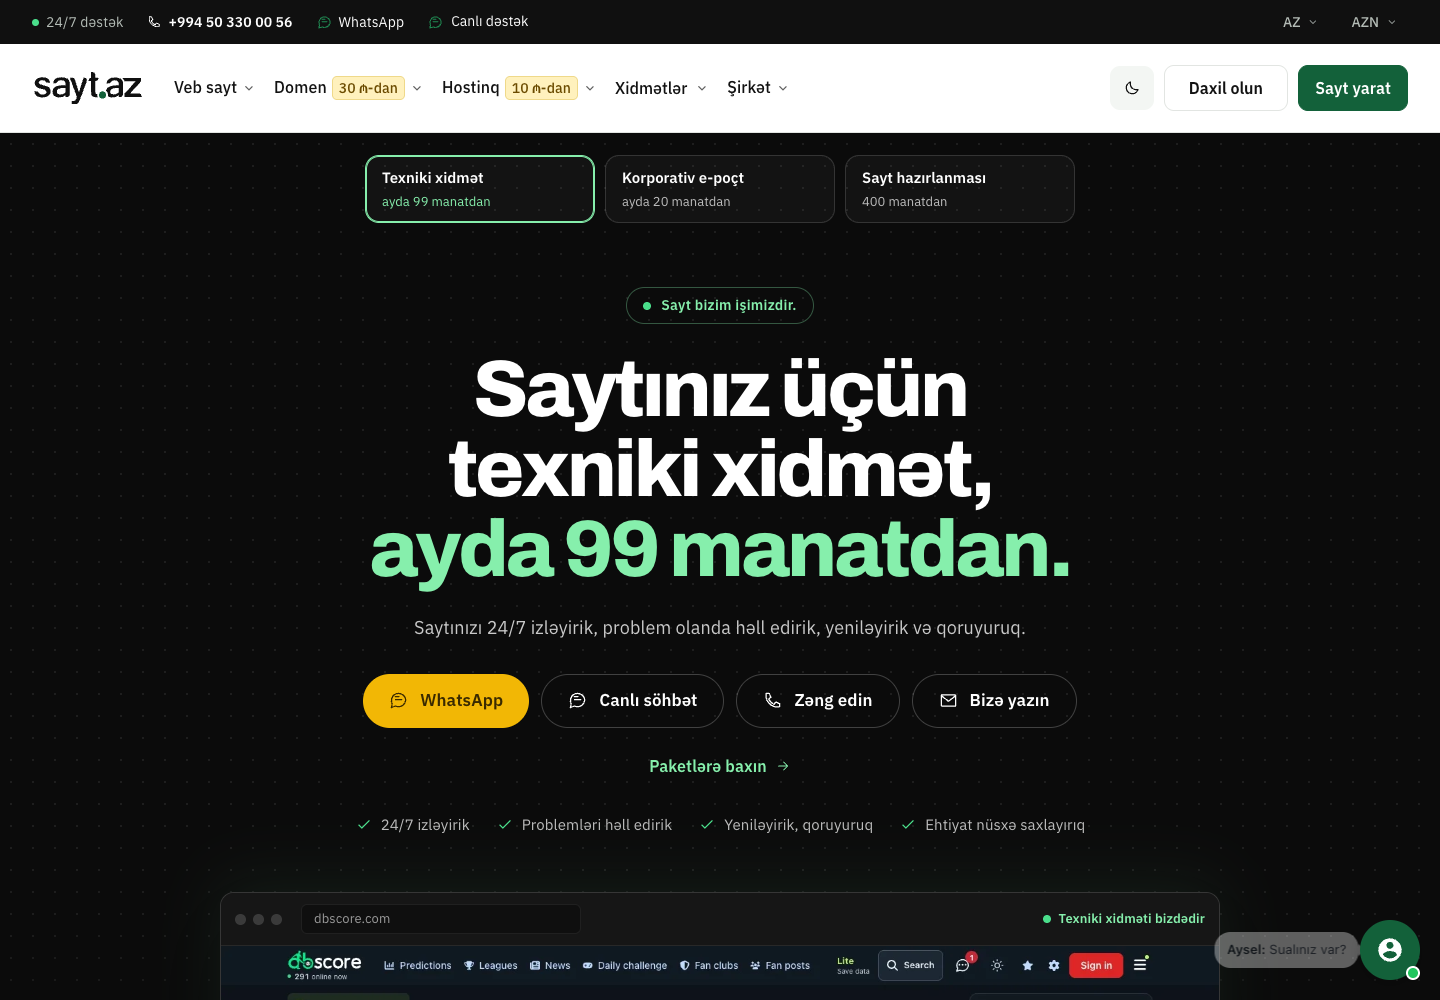 24/7 dəstək +994 50 330 00 56 WhatsApp Canlı dəstək AZ AZN
sayt.az Veb sayt Domen 30 ₼-dan Hostinq 10 ₼-dan Xidmətlər Şirkət Daxil olun Sayt yarat
Texniki xidmət
ayda 99 manatdan
Korporativ e-poçt
ayda 20 manatdan
Sayt hazırlanması
400 manatdan
Sayt bizim işimizdir.
Saytınız üçün
texniki xidmət,
ayda 99 manatdan.
Saytınızı 24/7 izləyirik, problem olanda həll edirik, yeniləyirik və qoruyuruq.
WhatsApp Canlı söhbət Zəng edin Bizə yazın
Paketlərə baxın
24/7 izləyirik Problemləri həll edirik Yeniləyirik, qoruyuruq Ehtiyat nüsxə saxlayırıq
dbscore.com Texniki xidməti bizdədir
Aysel: Sualınız var?
dbscore Predictions Leagues News Daily challenge Fan clubs Fan posts Lite Search 1 Sign in
291 online now Save data